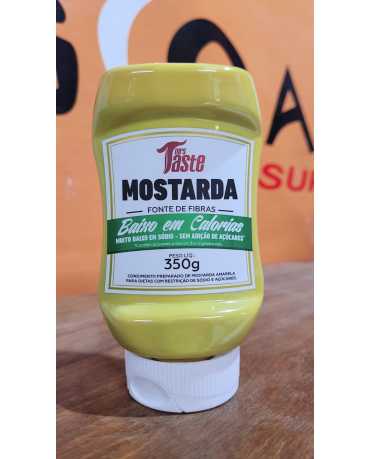 MRS
Taste
MOSTARDA
FONTE DE FIBRAS
Baixo em Calorias
MUITO BAIXO EM SÓDIO - SEM ADIÇÃO DE AÇÚCARES*
PESO LÍQ.:
350g
CONDIMENTO PREPARADO DE MOSTARDA AMARELA
PARA DIETAS COM RESTRIÇÃO DE SÓDIO E AÇÚCARES.